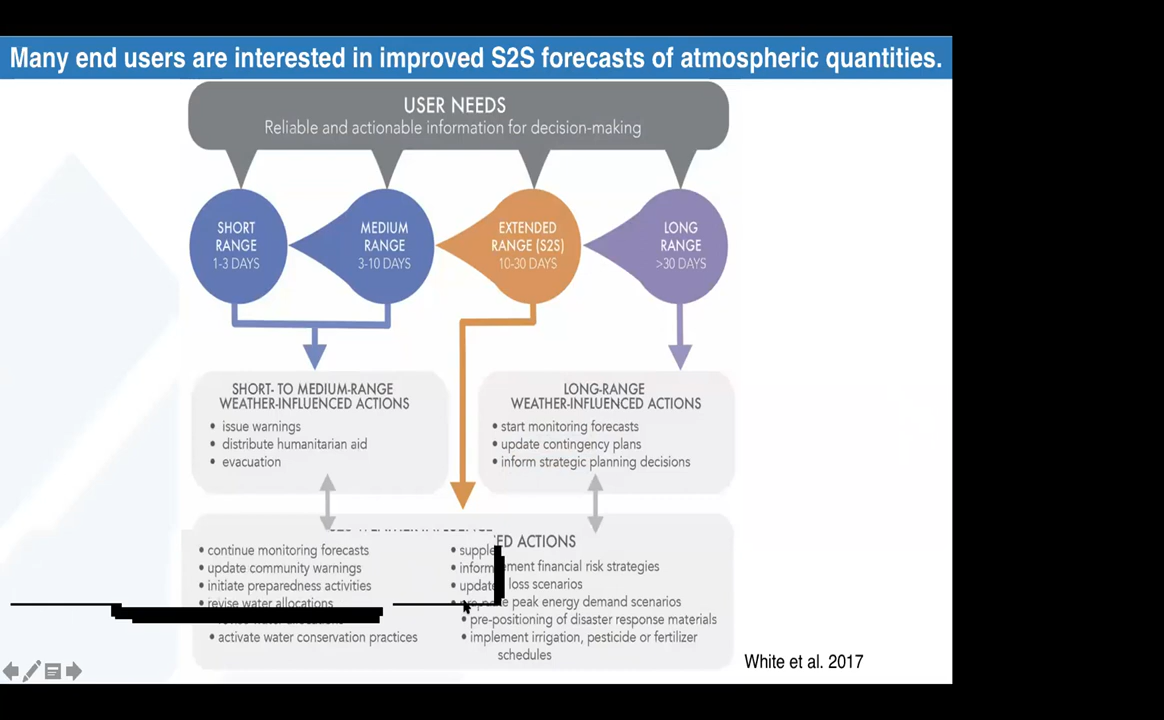 Many end users are interested in improved S2S forecasts of atmospheric quantities.
USER NEEDS
Reliable and actionable information for decision-making
SHORT
RANGE
1-3 DAYS
MEDIUM
RANGE
3-10 DAYS
EXTENDED
RANGE (S2S)
10-30 DAYS
LONG
RANGE
>30 DAYS
SHORT- TO MEDIUM-RANGE
WEATHER-INFLUENCED ACTIONS
• issue warnings
• distribute humanitarian aid
• evacuation
LONG-RANGE
WEATHER-INFLUENCED ACTIONS
• start monitoring forecasts
• update contingency plans
• inform strategic planning decisions
ACTIONS
• continue monitoring forecasts
• update community warnings
• initiate preparedness activities
• revise water allocations
• activate water conservation practices
• inform
financial risk strategies
• update loss scenarios
peak energy demand scenarios
• pre-positioning of disaster response materials
• implement irrigation, pesticide or fertilizer
schedules
White et al. 2017